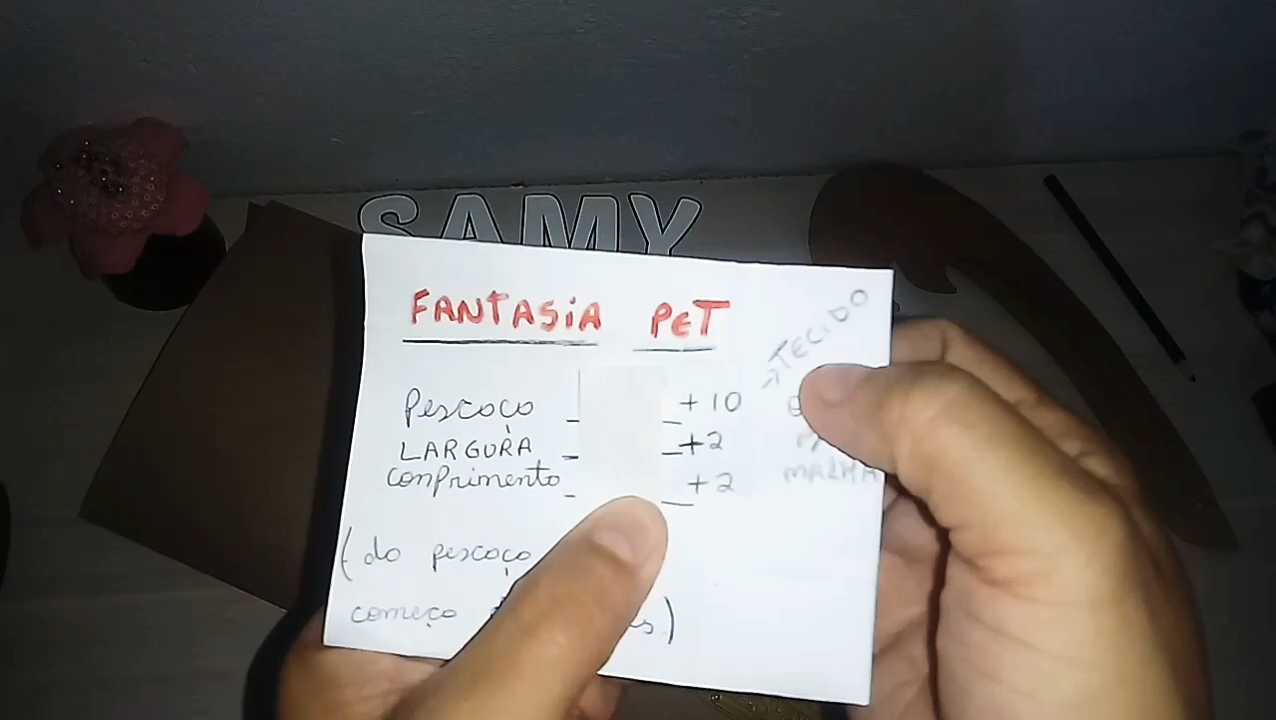 SAMY
FANTASIA PET
→TECIDO
Pescoço _ _ +10
LARGURA _ _ +2
MALHA
comprimento _ _ +2
(do pescoço
começo